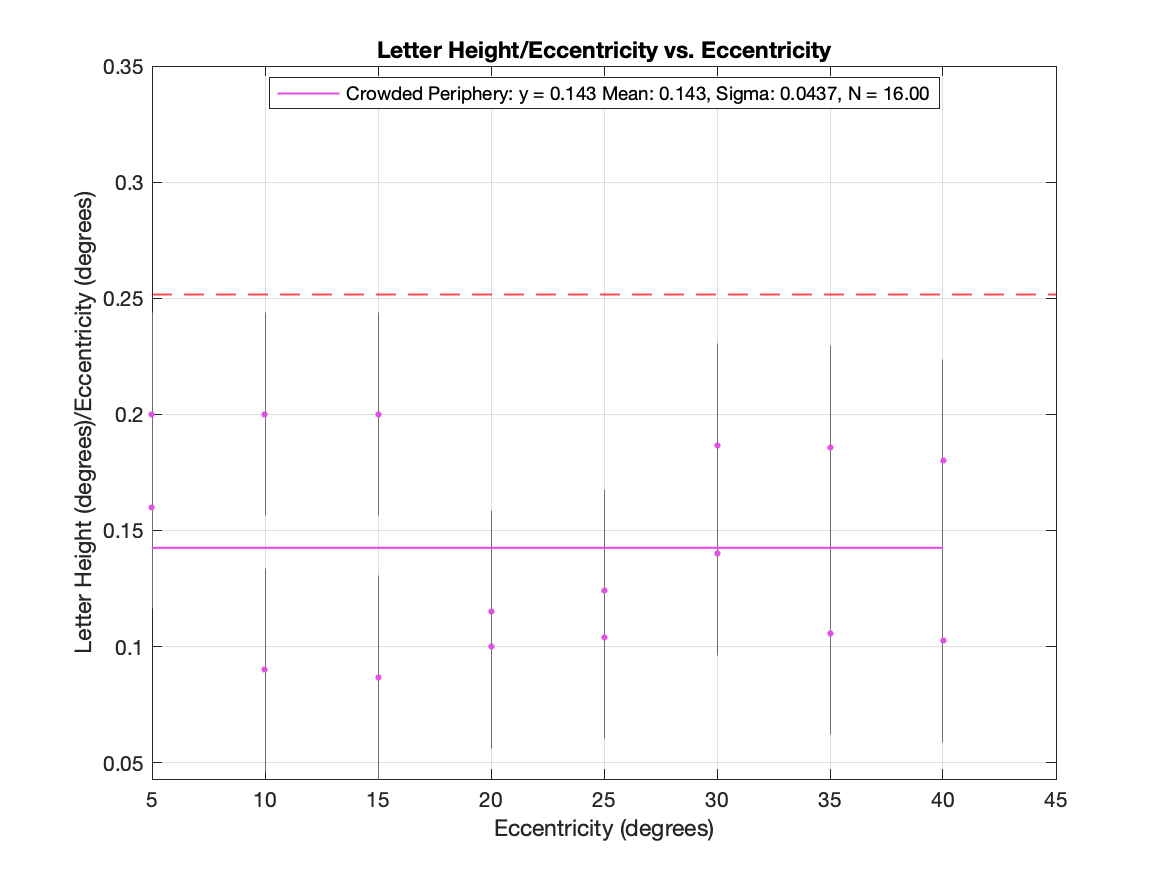 Letter Height/Eccentricity vs. Eccentricity
Crowded Periphery: y = 0.143 Mean: 0.143, Sigma: 0.0437, N = 16.00
Letter Height (degrees)/Eccentricity (degrees)
0.35
0.3
0.25
0.2
0.15
0.1
0.05
5 10 15 20 25 30 35 40 45
Eccentricity (degrees)